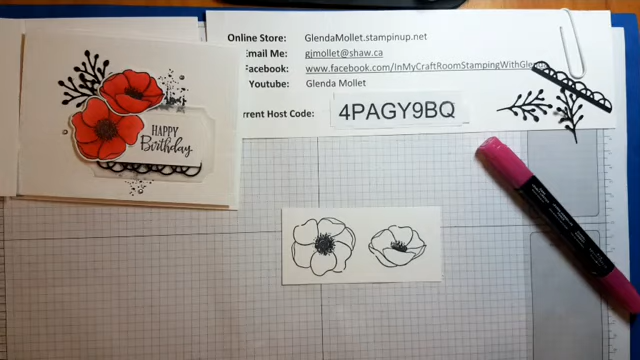 Online Store: GlendaMollet.stampinup.net
Email Me: gjmollet@shaw.ca
Facebook: www.facebook.com/InMyCraftRoomStampingWithGlenda
Youtube: Glenda Mollet
rrent Host Code: 4PAGY9BQ
HAPPY
Birthday